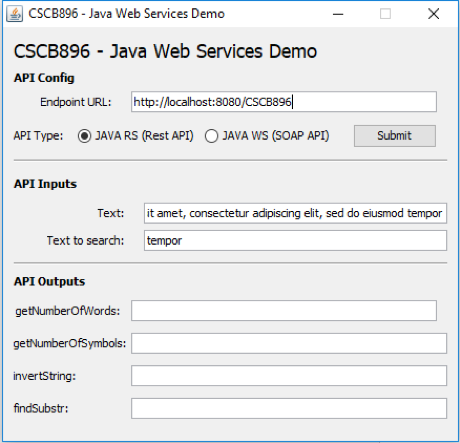 CSCB896 - Java Web Services Demo
CSCB896 - Java Web Services Demo
API Config
Endpoint URL: http://localhost:8080/CSCB896
API Type: JAVA RS (Rest API) JAVA WS (SOAP API) Submit
API Inputs
Text: it amet, consectetur adipiscing elit, sed do eiusmod tempor
Text to search: tempor
API Outputs
getNumberOfWords:
getNumberOfSymbols:
invertString:
findSubstr: